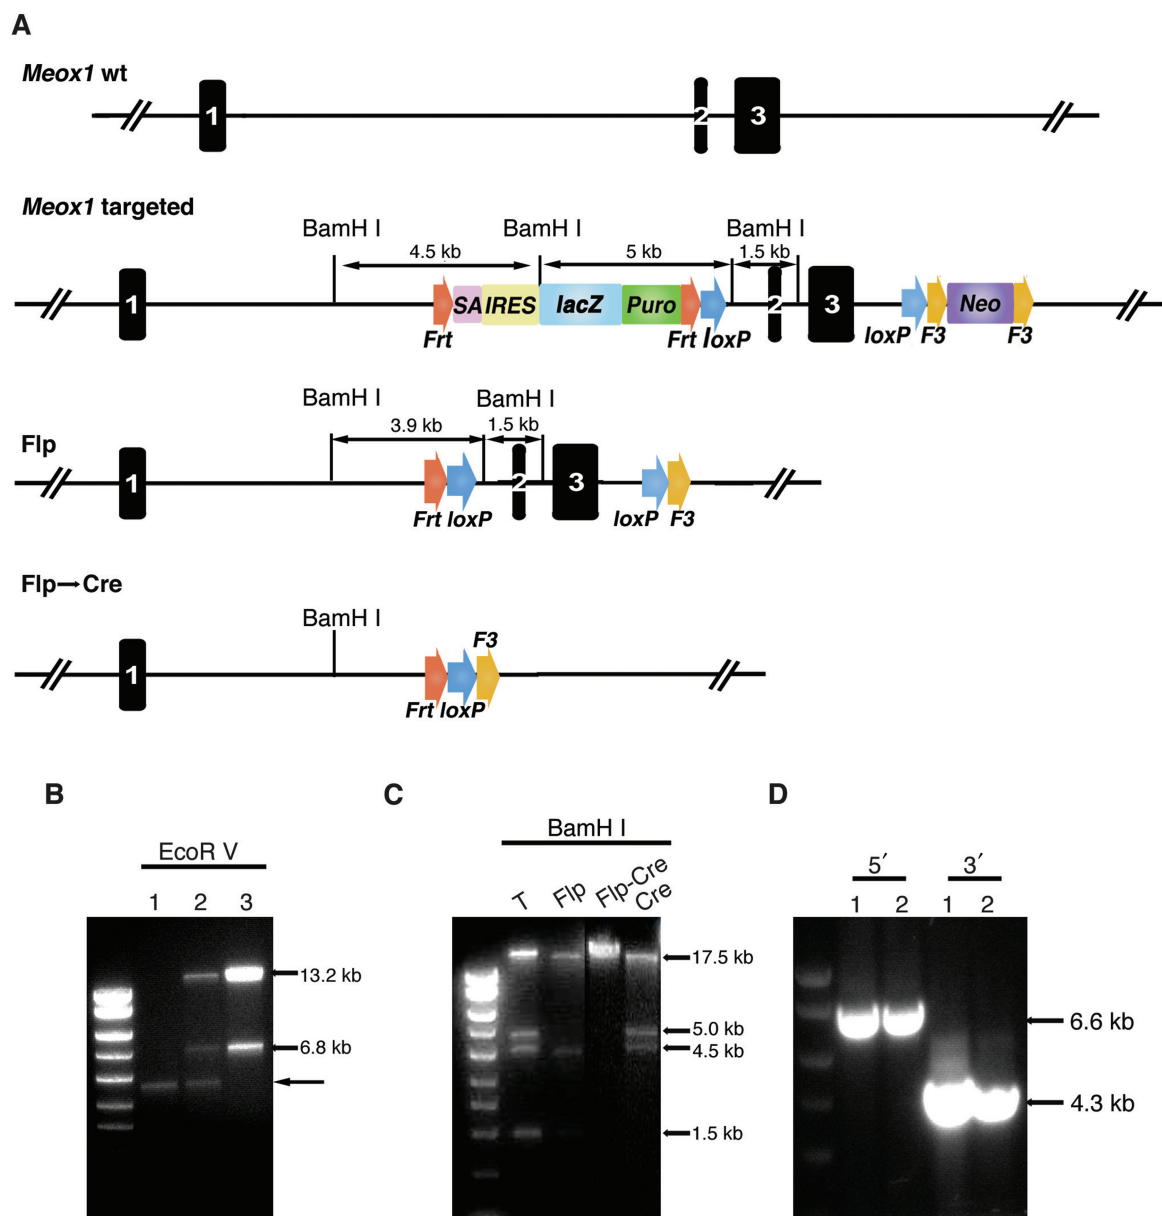 A
Meox1 wt
1 2 3
Meox1 targeted
BamH I BamH I BamH I
4.5 kb 5 kb 1.5 kb
1 SA IRES lacZ Puro 2 3 Neo
Frt Frt loxP loxP F3 F3
BamH I BamH I
3.9 kb 1.5 kb
Flp
1 2 3
Frt loxP loxP F3
Flp→Cre
BamH I
F3
1
Frt loxP
B
EcoR V
1 2 3
13.2 kb
6.8 kb
C
BamH I
T Flp Flp-Cre Cre
17.5 kb
5.0 kb
4.5 kb
1.5 kb
D
5′ 3′
1 2 1 2
6.6 kb
4.3 kb